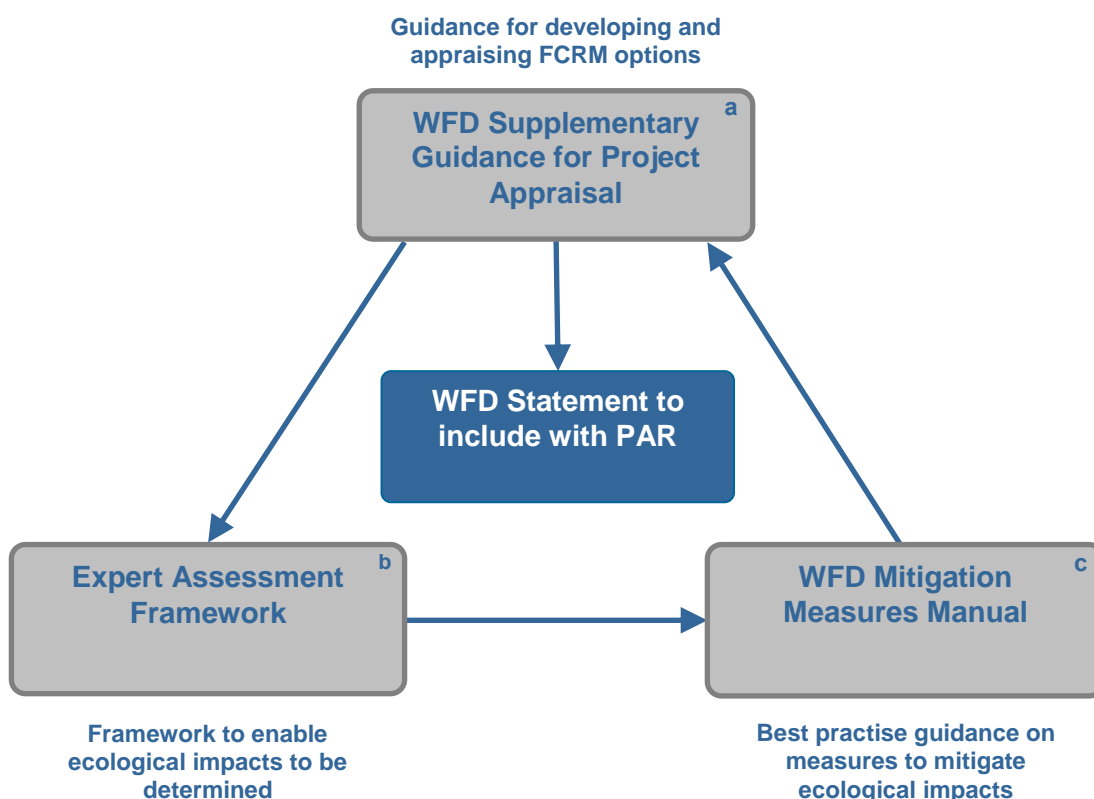 Guidance for developing and
appraising FCRM options
WFD Supplementary
Guidance for Project
Appraisal
a
WFD Statement to
include with PAR
Expert Assessment
Framework
b
WFD Mitigation
Measures Manual
c
Framework to enable
ecological impacts to be
determined
Best practise guidance on
measures to mitigate
ecological impacts